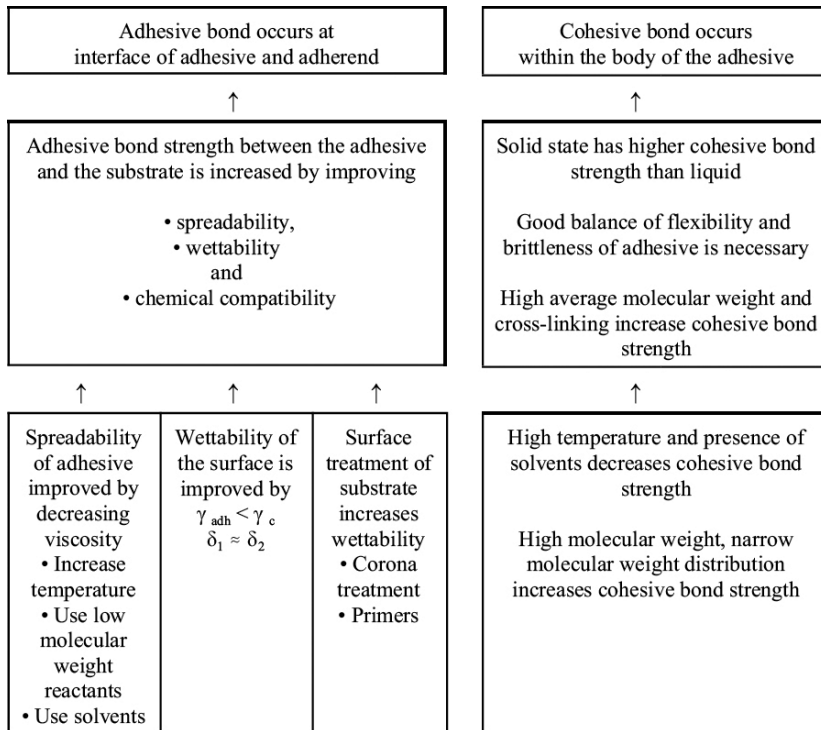 Adhesive bond occurs at
interface of adhesive and adherend
↑
Adhesive bond strength between the adhesive
and the substrate is increased by improving
• spreadability,
• wettability
and
• chemical compatibility
↑
Spreadability
of adhesive
improved by
decreasing
viscosity
• Increase
temperature
• Use low
molecular
weight
reactants
• Use solvents
↑
Wettability of
the surface is
improved by
γ adh < γ c
δ1 ≈ δ2
↑
Surface
treatment of
substrate
increases
wettability
• Corona
treatment
• Primers
Cohesive bond occurs
within the body of the adhesive
↑
Solid state has higher cohesive bond
strength than liquid
Good balance of flexibility and
brittleness of adhesive is necessary
High average molecular weight and
cross-linking increase cohesive bond
strength
↑
High temperature and presence of
solvents decreases cohesive bond
strength
High molecular weight, narrow
molecular weight distribution
increases cohesive bond strength